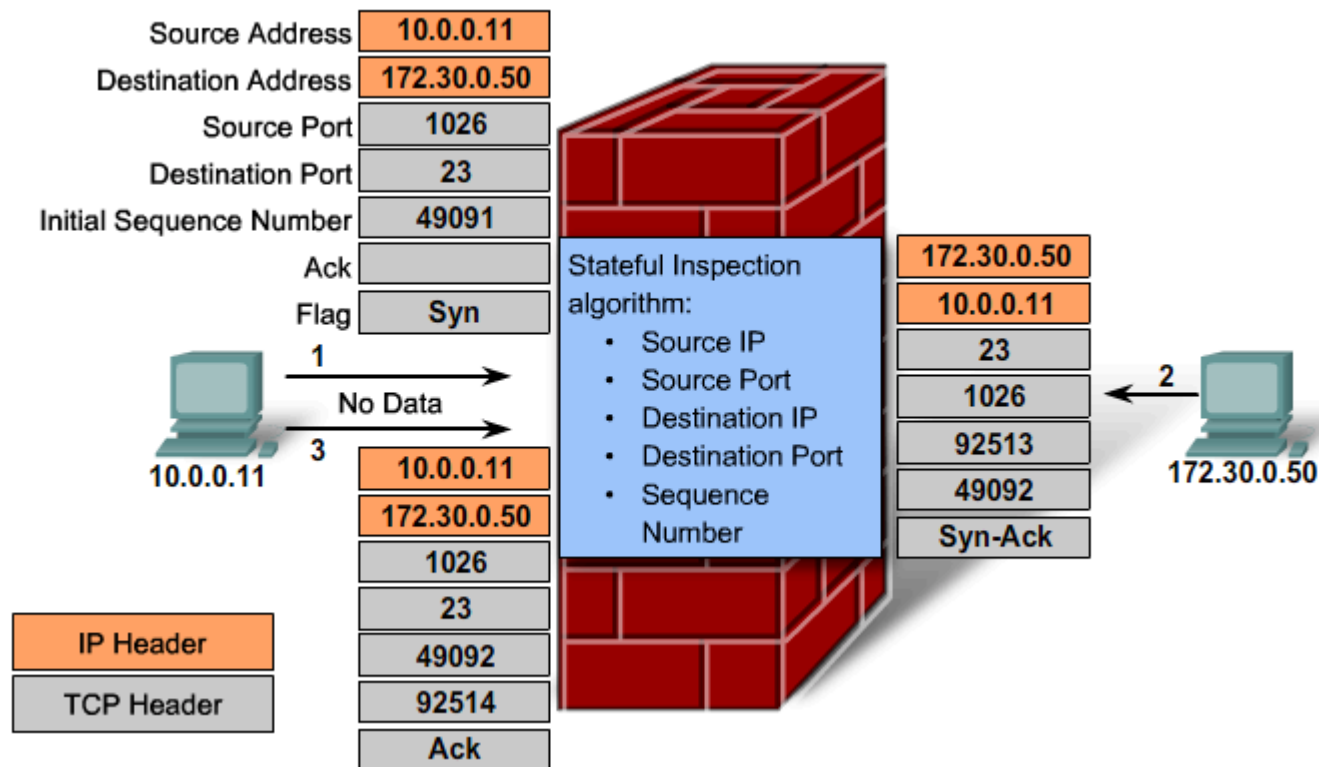 Source Address 10.0.0.11
Destination Address 172.30.0.50
Source Port 1026
Destination Port 23
Initial Sequence Number 49091
Ack
Flag Syn
1
No Data
3
10.0.0.11
10.0.0.11
172.30.0.50
1026
23
49092
92514
Ack
IP Header
TCP Header
Stateful Inspection
algorithm:
• Source IP
• Source Port
• Destination IP
• Destination Port
• Sequence
Number
172.30.0.50
10.0.0.11
23
1026
92513
49092
Syn-Ack
2
172.30.0.50